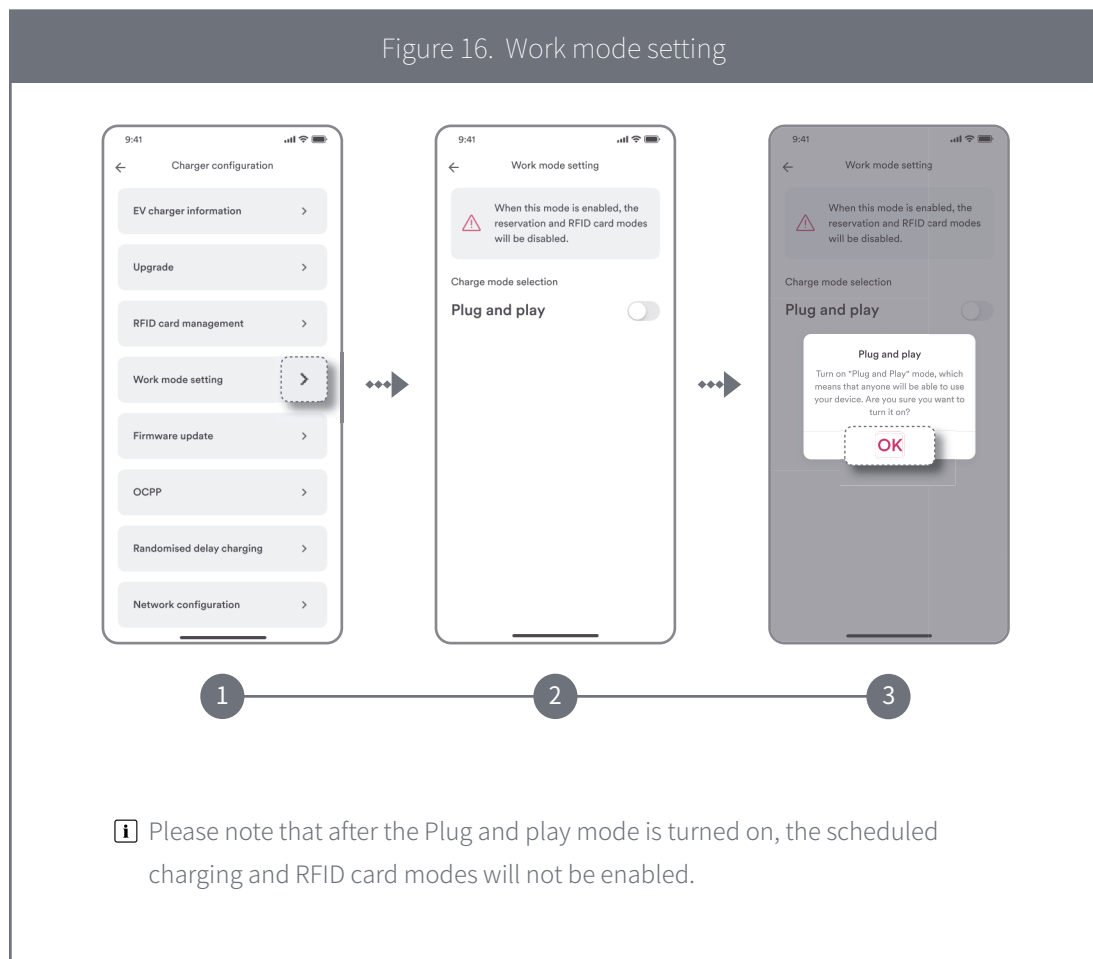 Figure 16. Work mode setting
9:41
Charger configuration
EV charger information
Upgrade
RFID card management
Work mode setting
Firmware update
OCPP
Randomised delay charging
Network configuration
9:41
Work mode setting
When this mode is enabled, the
reservation and RFID card modes
will be disabled.
Charge mode selection
Plug and play
9:41
Work mode setting
When this mode is enabled, the
reservation and RFID card modes
will be disabled.
Charge mode selection
Plug and play
Plug and play
Turn on "Plug and Play" mode, which
means that anyone will be able to use
your device. Are you sure you want to
turn it on?
OK
1
2
3
i Please note that after the Plug and play mode is turned on, the scheduled
charging and RFID card modes will not be enabled.